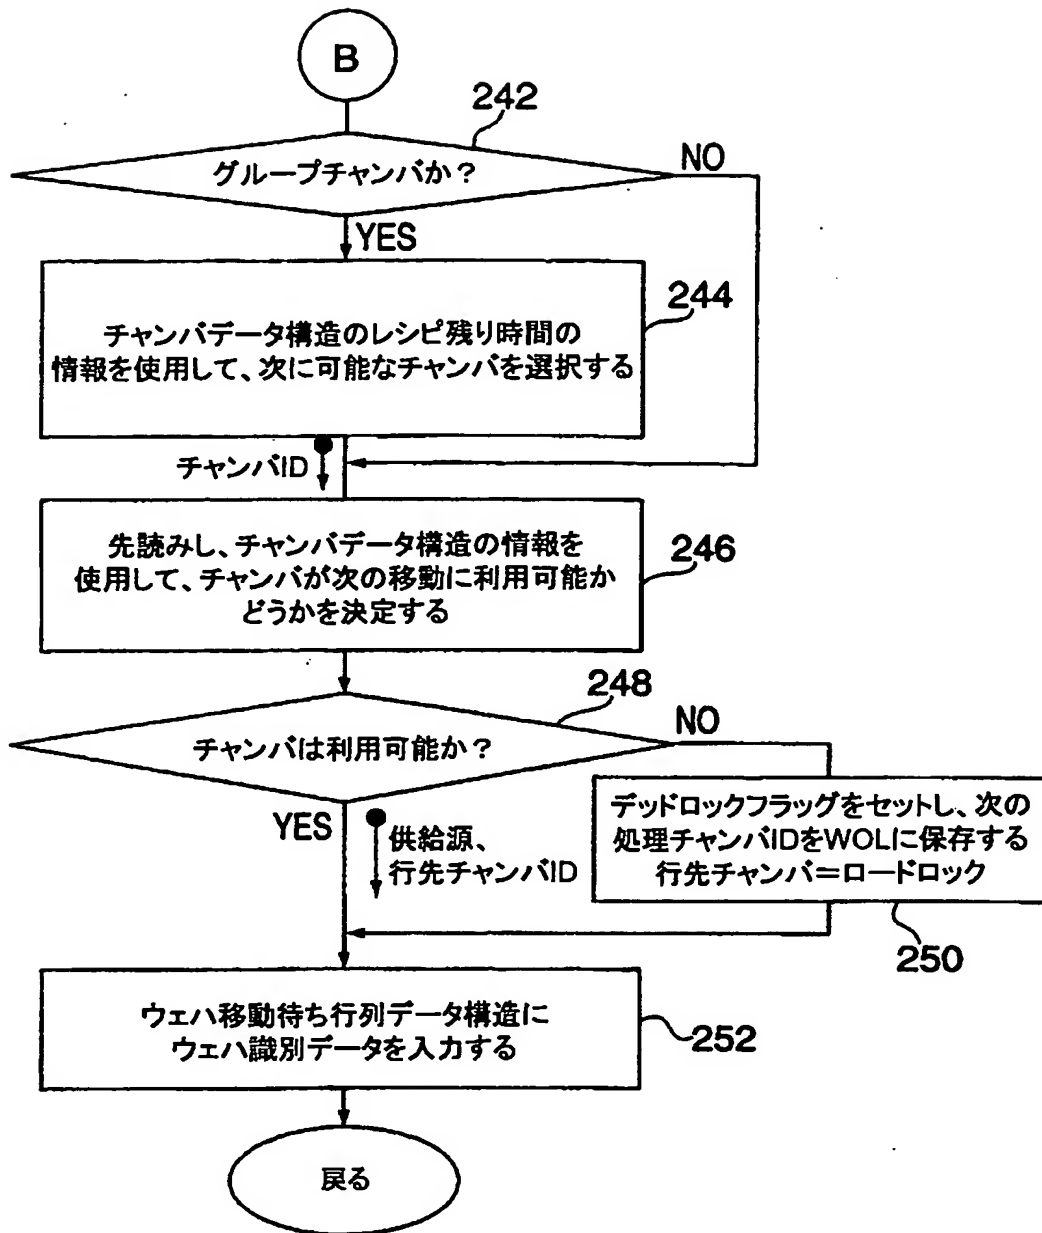 B
242
グループチャンバか？
NO
YES
244
チャンバデータ構造のレシピ残り時間の
情報を使用して、次に可能なチャンバを選択する
チャンバID
先読みし、チャンバデータ構造の情報を
使用して、チャンバが次の移動に利用可能か
どうかを決定する
246
248
チャンバは利用可能か？
NO
YES
供給源、
行先チャンバID
デッドロックフラッグをセットし、次の
処理チャンバIDをWOLに保存する
行先チャンバ＝ロードロック
250
ウェハ移動待ち行列データ構造に
ウェハ識別データを入力する
252
戻る